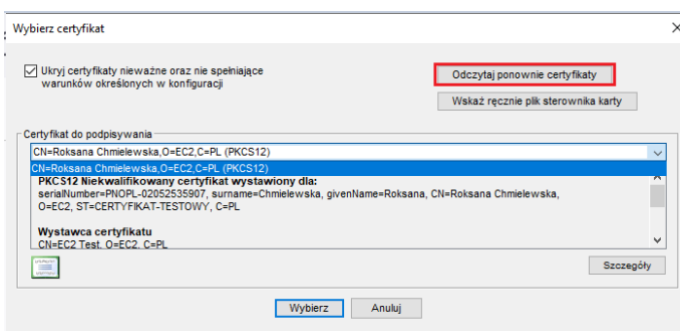 Wybierz certyfikat
Ukryj certyfikaty nieważne oraz nie spełniające
warunków określonych w konfiguracji
Odczytaj ponownie certyfikaty
Wskaż ręcznie plik sterownika karty
Certyfikat do podpisywania
CN=Roksana Chmielewska,O=EC2,C=PL (PKCS12)
CN=Roksana Chmielewska,O=EC2,C=PL (PKCS12)
PKCS12 Niekwalifikowany certyfikat wystawiony dla:
serialNumber=PNOPL-02052535907, surname=Chmielewska, givenName=Roksana, CN=Roksana Chmielewska,
O=EC2, ST=CERTYFIKAT-TESTOWY, C=PL
Wystawca certyfikatu
CN=EC2 Test, O=EC2, C=PL
Szczegóły
Wybierz
Anuluj